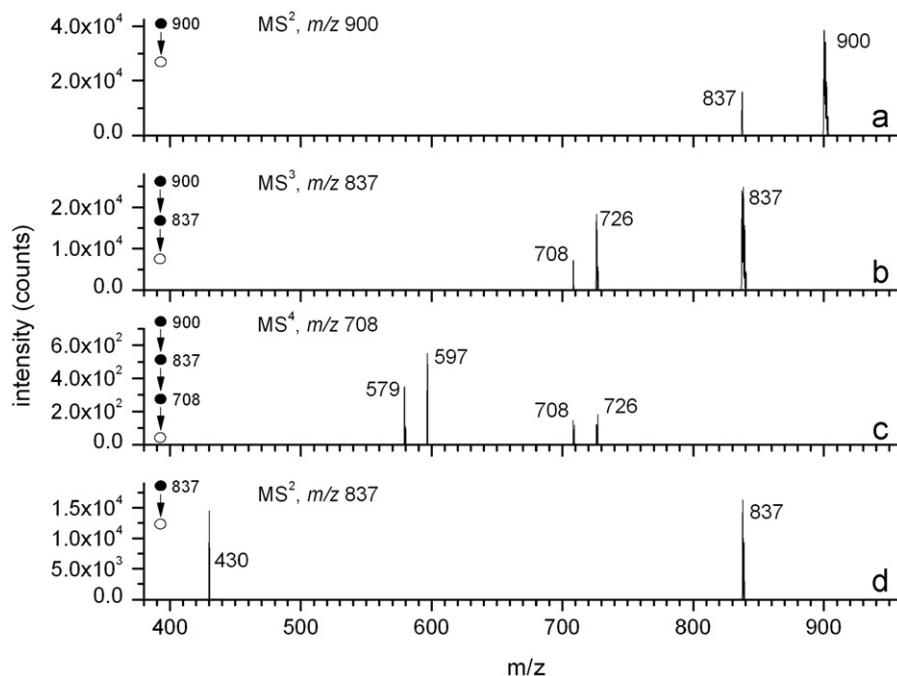 intensity (counts)
4.0x10⁴
2.0x10⁴
0.0
900
MS², m/z 900
837
900
a
2.0x10⁴
1.0x10⁴
0.0
900
837
MS³, m/z 837
708
726
837
b
6.0x10²
4.0x10²
2.0x10²
0.0
900
837
708
MS⁴, m/z 708
579
597
708
726
c
1.5x10⁴
1.0x10⁴
5.0x10³
0.0
837
MS², m/z 837
430
837
d
400 500 600 700 800 900
m/z